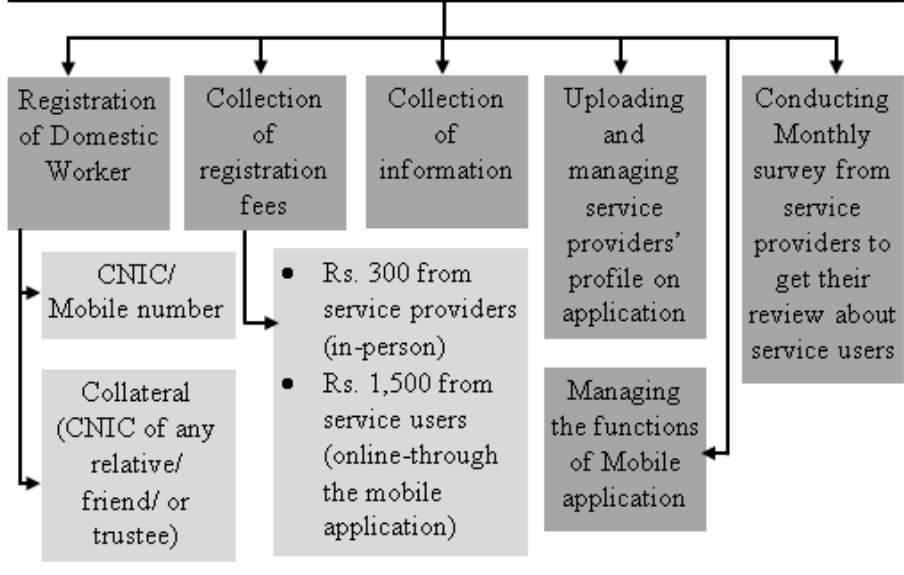 Registration
of Domestic
Worker
Collection
of
registration
fees
Collection
of
information
Uploading
and
managing
service
providers'
profile on
application
Conducting
Monthly
survey from
service
providers to
get their
review about
service users
CNIC/
Mobile number
Collateral
(CNIC of any
relative/
friend/ or
trustee)
• Rs. 300 from
service providers
(in-person)
• Rs. 1,500 from
service users
(online-through
the mobile
application)
Managing
the functions
of Mobile
application